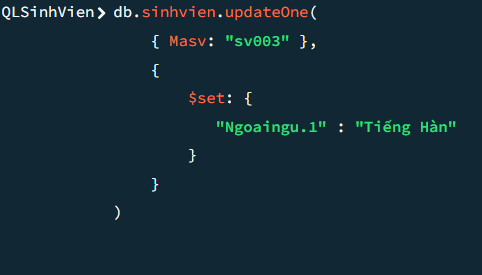 QLSinhVien> db.sinhvien.updateOne(
{ Masv: "sv003" },
{
$set: {
"Ngoaingu.1" : "Tiếng Hàn"
}
}
)